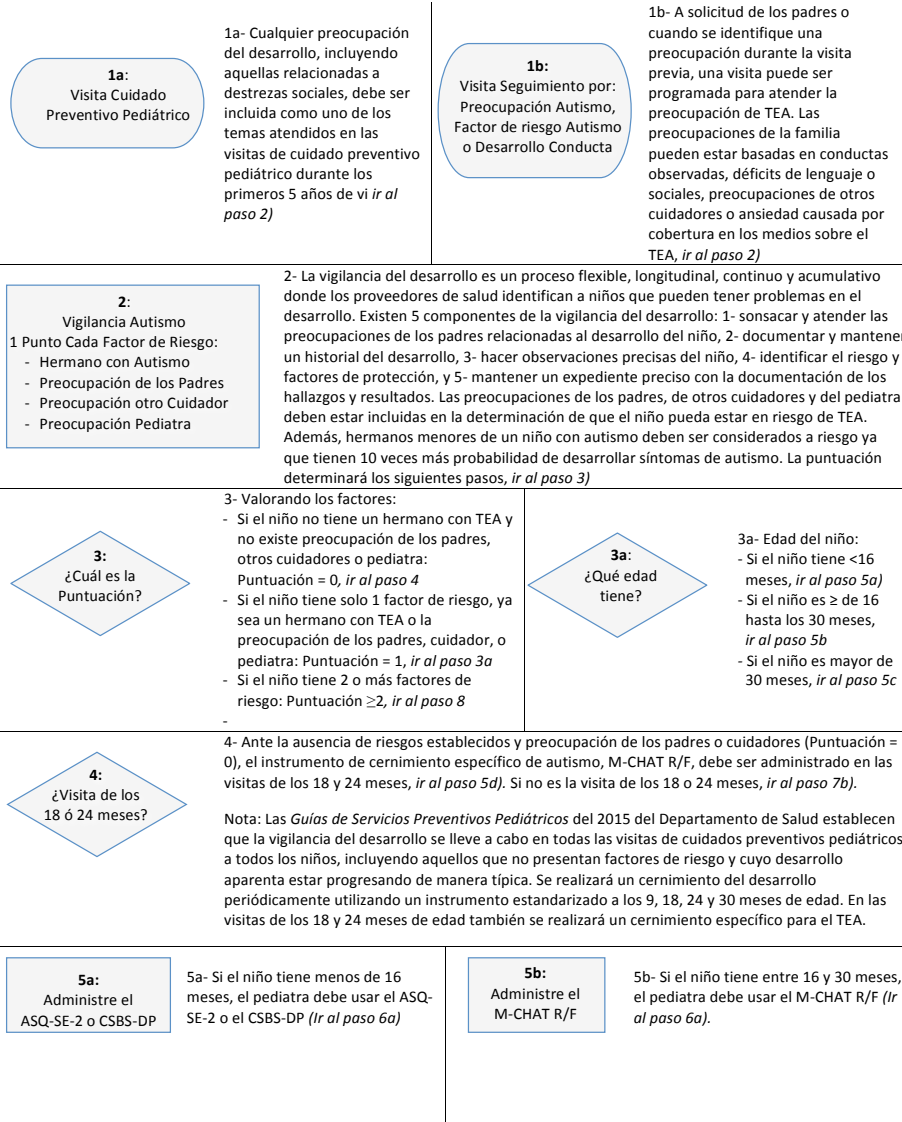 1a:
Visita Cuidado
Preventivo Pediátrico
1a- Cualquier preocupación
del desarrollo, incluyendo
aquellas relacionadas a
destrezas sociales, debe ser
incluida como uno de los
temas atendidos en las
visitas de cuidado preventivo
pediátrico durante los
primeros 5 años de vi ir al
paso 2)
1b:
Visita Seguimiento por:
Preocupación Autismo,
Factor de riesgo Autismo
o Desarrollo Conducta
1b- A solicitud de los padres o
cuando se identifique una
preocupación durante la visita
previa, una visita puede ser
programada para atender la
preocupación de TEA. Las
preocupaciones de la familia
pueden estar basadas en conductas
observadas, déficits de lenguaje o
sociales, preocupaciones de otros
cuidadores o ansiedad causada por
cobertura en los medios sobre el
TEA, ir al paso 2)
2:
Vigilancia Autismo
1 Punto Cada Factor de Riesgo:
- Hermano con Autismo
- Preocupación de los Padres
- Preocupación otro Cuidador
- Preocupación Pediatra
2- La vigilancia del desarrollo es un proceso flexible, longitudinal, continuo y acumulativo
donde los proveedores de salud identifican a niños que pueden tener problemas en el
desarrollo. Existen 5 componentes de la vigilancia del desarrollo: 1- sonsacar y atender las
preocupaciones de los padres relacionadas al desarrollo del niño, 2- documentar y mantener
un historial del desarrollo, 3- hacer observaciones precisas del niño, 4- identificar el riesgo y
factores de protección, y 5- mantener un expediente preciso con la documentación de los
hallazgos y resultados. Las preocupaciones de los padres, de otros cuidadores y del pediatra
deben estar incluidas en la determinación de que el niño pueda estar en riesgo de TEA.
Además, hermanos menores de un niño con autismo deben ser considerados a riesgo ya
que tienen 10 veces más probabilidad de desarrollar síntomas de autismo. La puntuación
determinará los siguientes pasos, ir al paso 3)
3:
¿Cuál es la
Puntuación?
3- Valorando los factores:
- Si el niño no tiene un hermano con TEA y
no existe preocupación de los padres,
otros cuidadores o pediatra:
Puntuación = 0, ir al paso 4
- Si el niño tiene solo 1 factor de riesgo, ya
sea un hermano con TEA o la
preocupación de los padres, cuidador, o
pediatra: Puntuación = 1, ir al paso 3a
- Si el niño tiene 2 o más factores de
riesgo: Puntuación ≥2, ir al paso 8
-
3a:
¿Qué edad
tiene?
3a- Edad del niño:
- Si el niño tiene <16
meses, ir al paso 5a)
- Si el niño es ≥ de 16
hasta los 30 meses,
ir al paso 5b
- Si el niño es mayor de
30 meses, ir al paso 5c
4:
¿Visita de los
18 ó 24 meses?
4- Ante la ausencia de riesgos establecidos y preocupación de los padres o cuidadores (Puntuación =
0), el instrumento de cernimiento específico de autismo, M-CHAT R/F, debe ser administrado en las
visitas de los 18 y 24 meses, ir al paso 5d). Si no es la visita de los 18 o 24 meses, ir al paso 7b).
Nota: Las Guías de Servicios Preventivos Pediátricos del 2015 del Departamento de Salud establecen
que la vigilancia del desarrollo se lleve a cabo en todas las visitas de cuidados preventivos pediátricos
a todos los niños, incluyendo aquellos que no presentan factores de riesgo y cuyo desarrollo
aparenta estar progresando de manera típica. Se realizará un cernimiento del desarrollo
periódicamente utilizando un instrumento estandarizado a los 9, 18, 24 y 30 meses de edad. En las
visitas de los 18 y 24 meses de edad también se realizará un cernimiento específico para el TEA.
5a:
Administre el
ASQ-SE-2 o CSBS-DP
5a- Si el niño tiene menos de 16
meses, el pediatra debe usar el ASQ-
SE-2 o el CSBS-DP (Ir al paso 6a)
5b:
Administre el
M-CHAT R/F
5b- Si el niño tiene entre 16 y 30 meses,
el pediatra debe usar el M-CHAT R/F (Ir
al paso 6a).